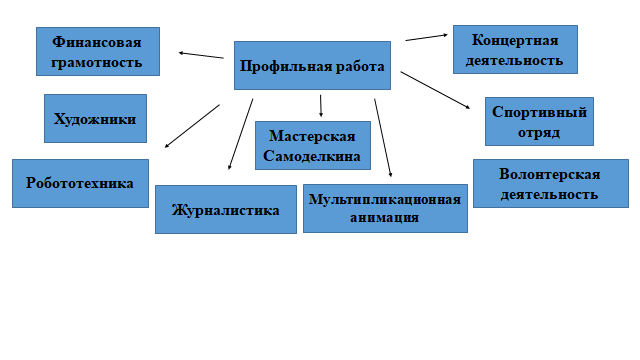 Финансовая
грамотность
Профильная работа
Концертная
деятельность
Художники
Мастерская
Самоделкина
Спортивный
отряд
Робототехника
Журналистика
Мультипликационная
анимация
Волонтерская
деятельность